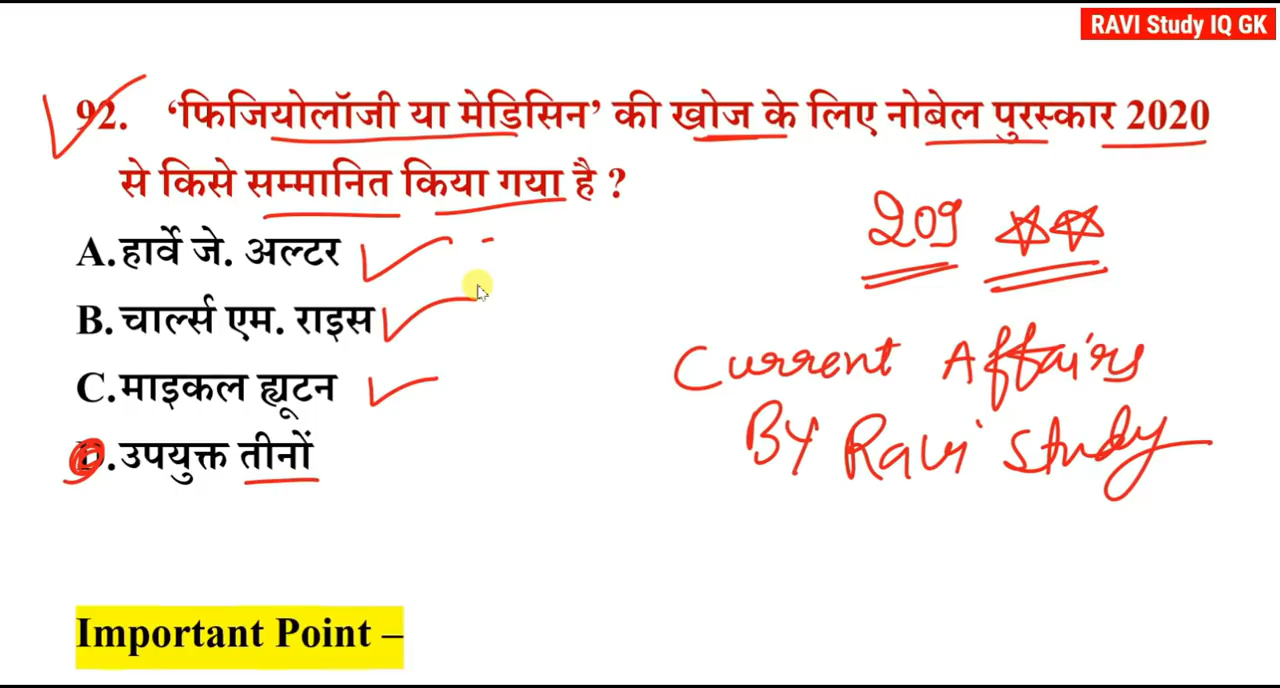 RAVI Study IQ GK
92. ‘फिजियोलॉजी या मेडिसिन’ की खोज के लिए नोबेल पुरस्कार 2020
से किसे सम्मानित किया गया है ?
209
A.हार्वे जे. अल्टर
B.चार्ल्स एम. राइस
Current Affairs
C.माइकल ह्यूटन
By Ravi Study
D.उपयुक्त तीनों
Important Point –